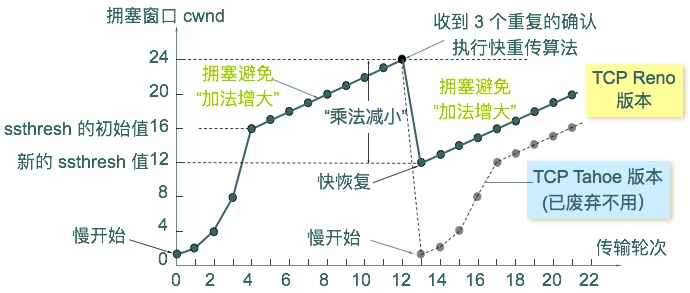 拥塞窗口 cwnd
收到 3 个重复的确认
执行快重传算法
24
拥塞避免
“加法增大”
拥塞避免
“加法增大”
TCP Reno
版本
20
“乘法减小”
ssthresh 的初始值
16
新的 ssthresh 值
12
快恢复
TCP Tahoe 版本
(已废弃不用)
8
慢开始
慢开始
4
传输轮次
0
0 2 4 6 8 10 12 14 16 18 20 22